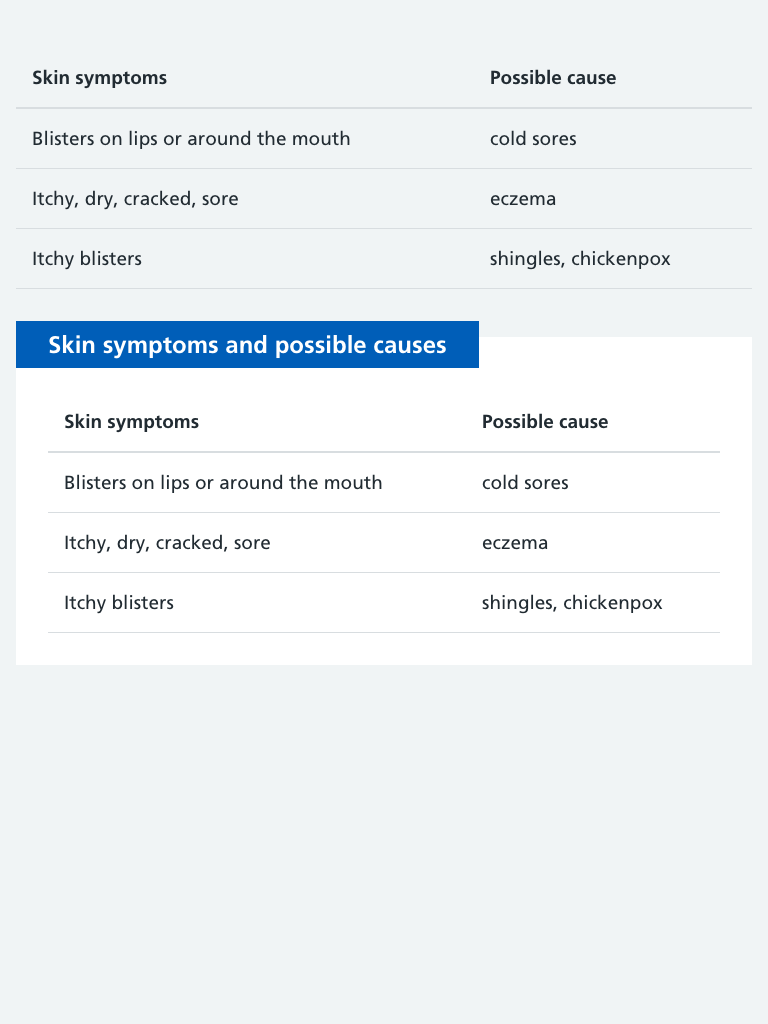 Skin symptoms Possible cause
Blisters on lips or around the mouth cold sores
Itchy, dry, cracked, sore eczema
Itchy blisters shingles, chickenpox
Skin symptoms and possible causes
Skin symptoms Possible cause
Blisters on lips or around the mouth cold sores
Itchy, dry, cracked, sore eczema
Itchy blisters shingles, chickenpox